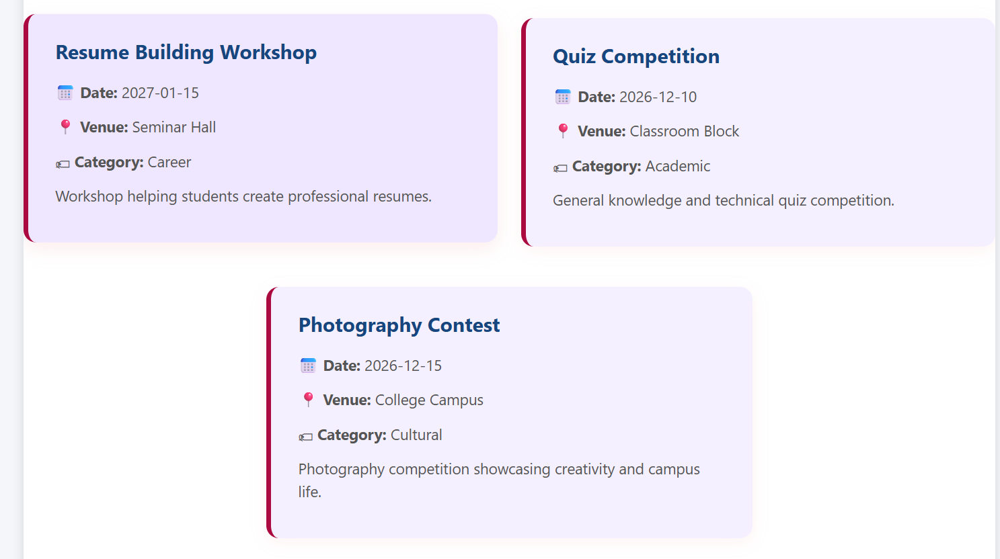 Resume Building Workshop
Date: 2027-01-15
Venue: Seminar Hall
Category: Career
Workshop helping students create professional resumes.
Quiz Competition
Date: 2026-12-10
Venue: Classroom Block
Category: Academic
General knowledge and technical quiz competition.
Photography Contest
Date: 2026-12-15
Venue: College Campus
Category: Cultural
Photography competition showcasing creativity and campus
life.